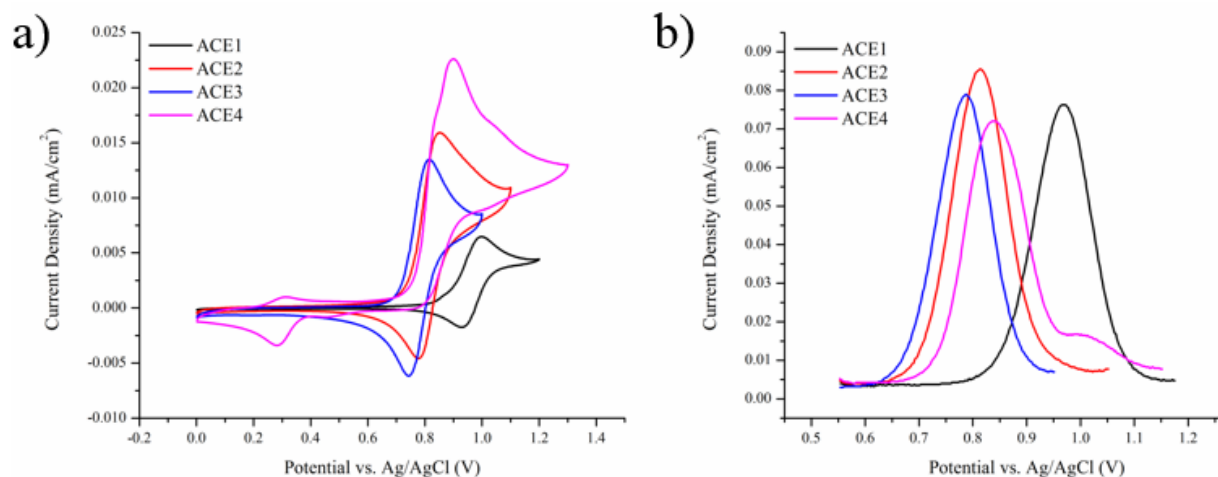 a)
ACE1
ACE2
ACE3
ACE4
0.025
0.020
0.015
0.010
0.005
0.000
-0.005
-0.010
Current Density (mA/cm²)
-0.2 0.0 0.2 0.4 0.6 0.8 1.0 1.2 1.4
Potential vs. Ag/AgCl (V)
b)
ACE1
ACE2
ACE3
ACE4
0.09
0.08
0.07
0.06
0.05
0.04
0.03
0.02
0.01
0.00
Current Density (mA/cm²)
0.5 0.6 0.7 0.8 0.9 1.0 1.1 1.2
Potential vs. Ag/AgCl (V)